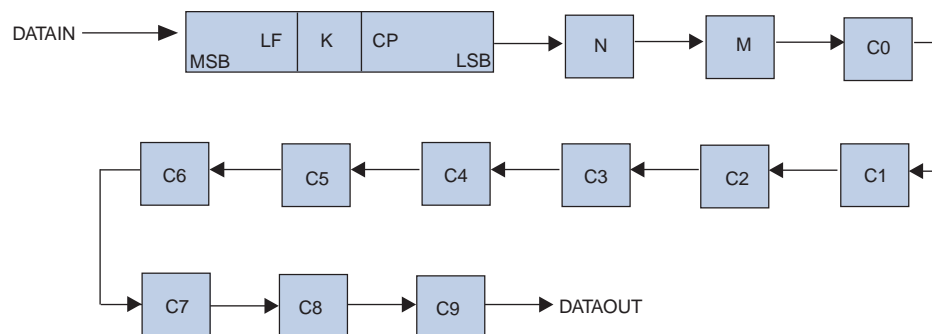 DATAIN
LF K CP
MSB LSB
N
M
C0
C6 C5 C4 C3 C2 C1
C7 C8 C9 DATAOUT